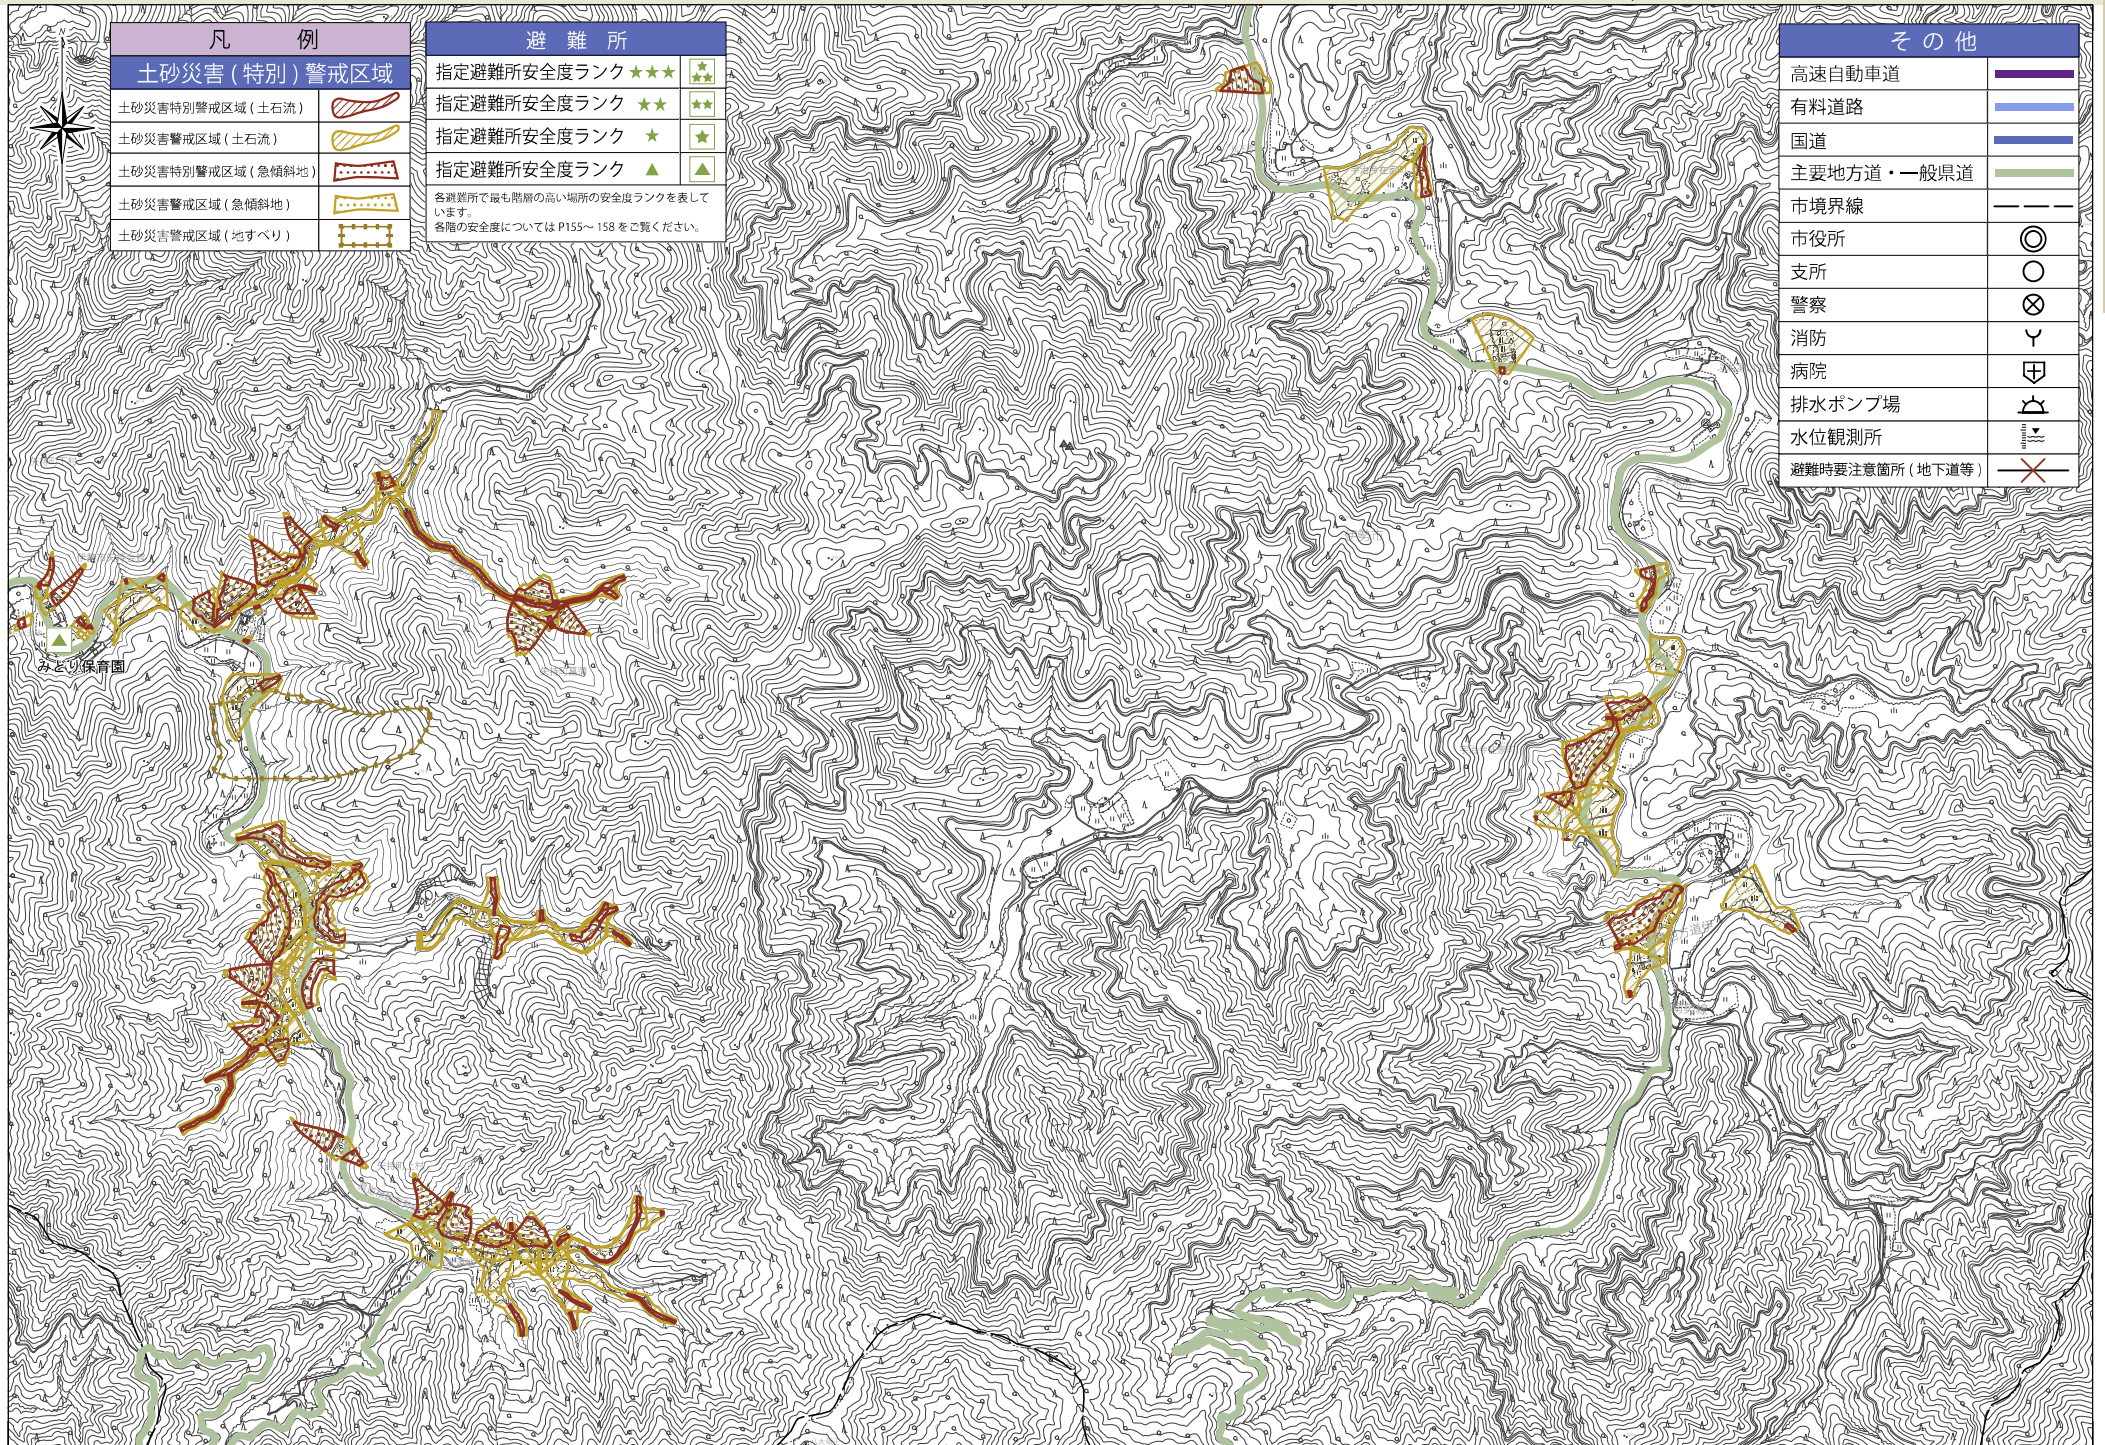 凡 例
土砂災害(特別)警戒区域
土砂災害特別警戒区域(土石流)
土砂災害警戒区域(土石流)
土砂災害特別警戒区域(急傾斜地)
土砂災害警戒区域(急傾斜地)
土砂災害警戒区域(地すべり)
避 難 所
指定避難所安全度ランク ★★★
指定避難所安全度ランク ★★
指定避難所安全度ランク ★
指定避難所安全度ランク ▲
各避難所で最も階層の高い場所の安全度ランクを表して
います。
各階の安全度については P155〜 158 をご覧ください。
その他
高速自動車道
有料道路
国道
主要地方道・一般県道
市境界線
市役所
支所
警察
消防
病院
排水ポンプ場
水位観測所
避難時要注意箇所(地下道等)
みどり保育園